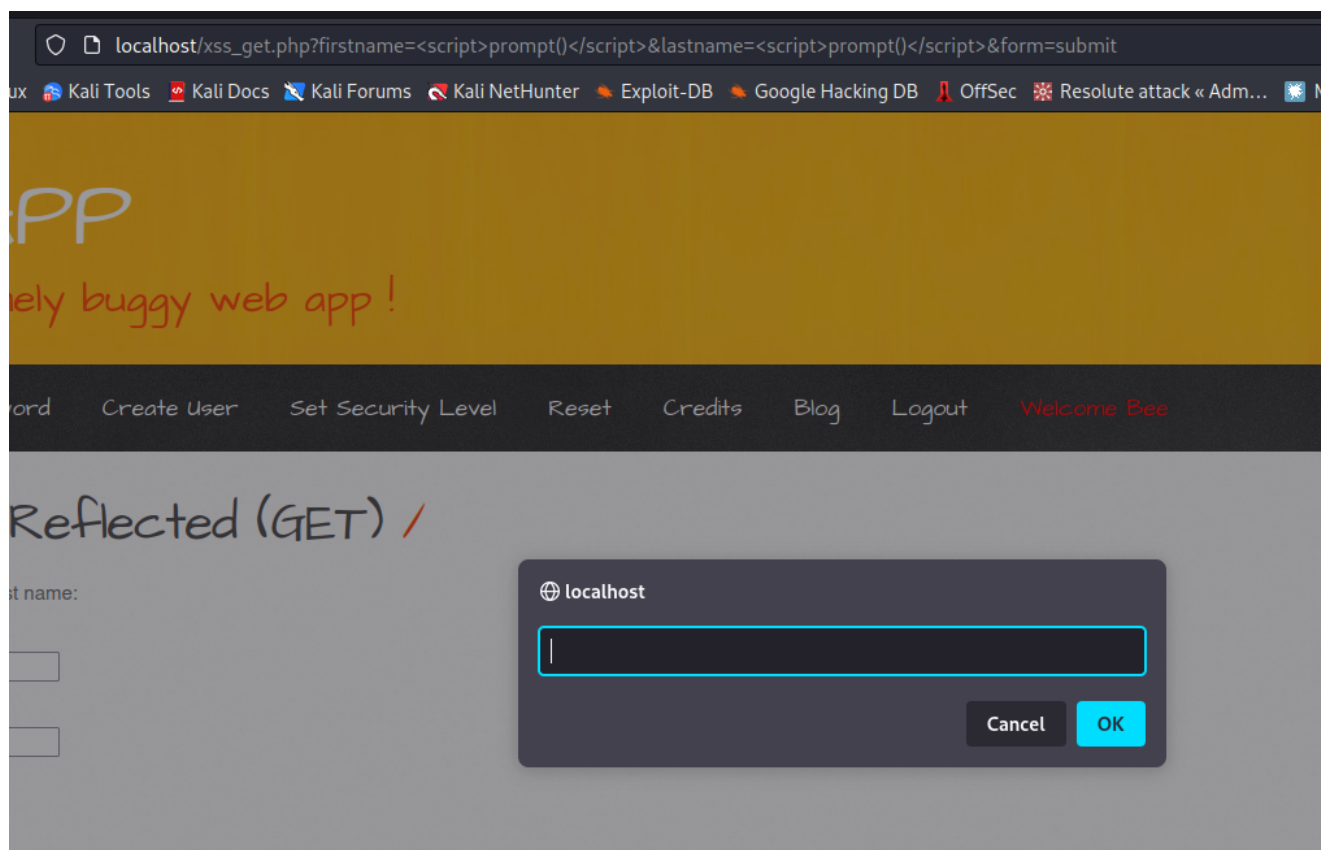 localhost/xss_get.php?firstname=<script>prompt()</script>&lastname=<script>prompt()</script>&form=submit
ux Kali Tools Kali Docs Kali Forums Kali NetHunter Exploit-DB Google Hacking DB OffSec Resolute attack « Adm...
APP
ely buggy web app !
ord Create User Set Security Level Reset Credits Blog Logout Welcome Bee
Reflected (GET) /
st name:
localhost
Cancel OK